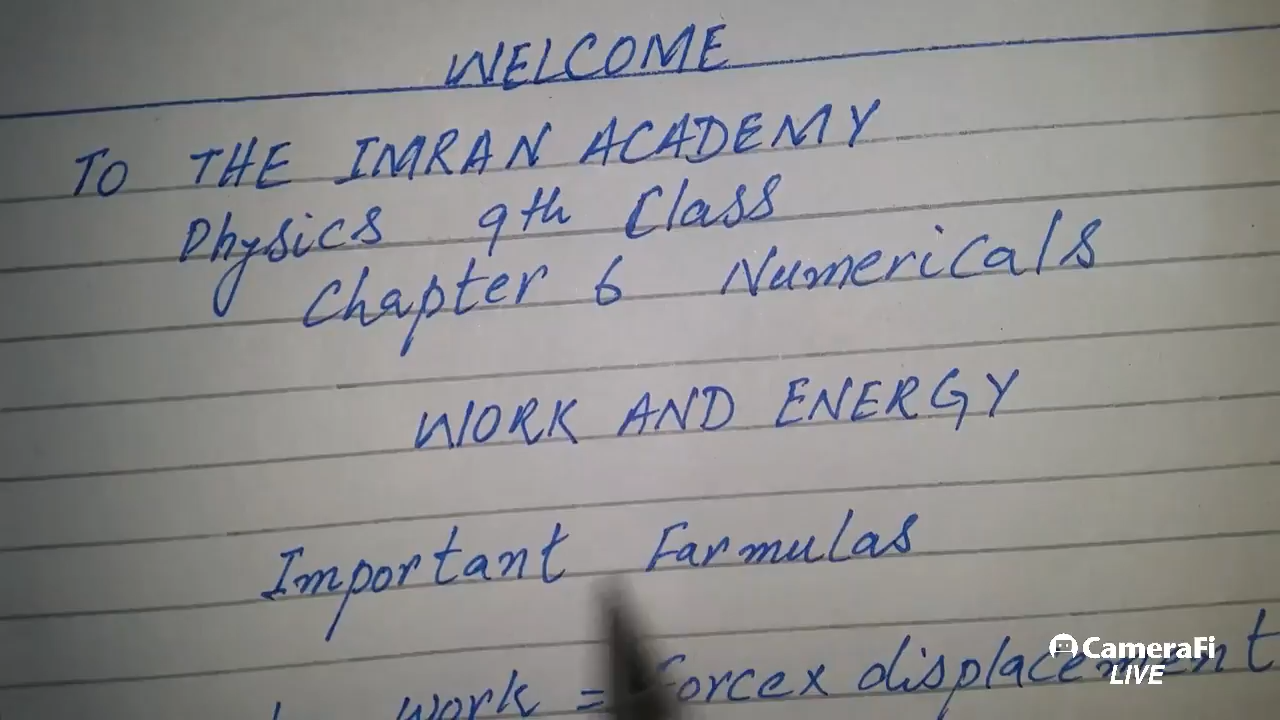 WELCOME
TO THE IMRAN ACADEMY
Physics 9th Class
Chapter 6 Numericals
WORK AND ENERGY
Important Farmulas
work = Forcex displacement
CameraFi
LIVE